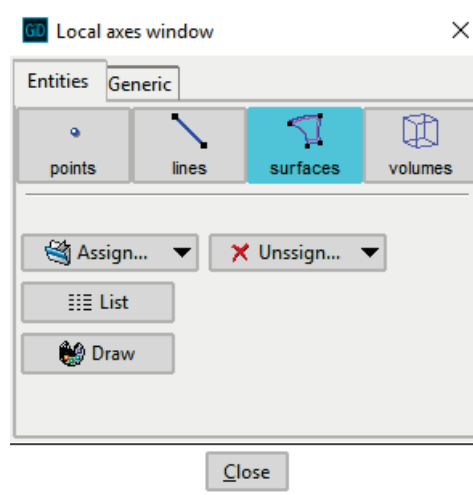 GiD Local axes window
Entities Generic
points lines surfaces volumes
Assign... Unssign...
List
Draw
Close